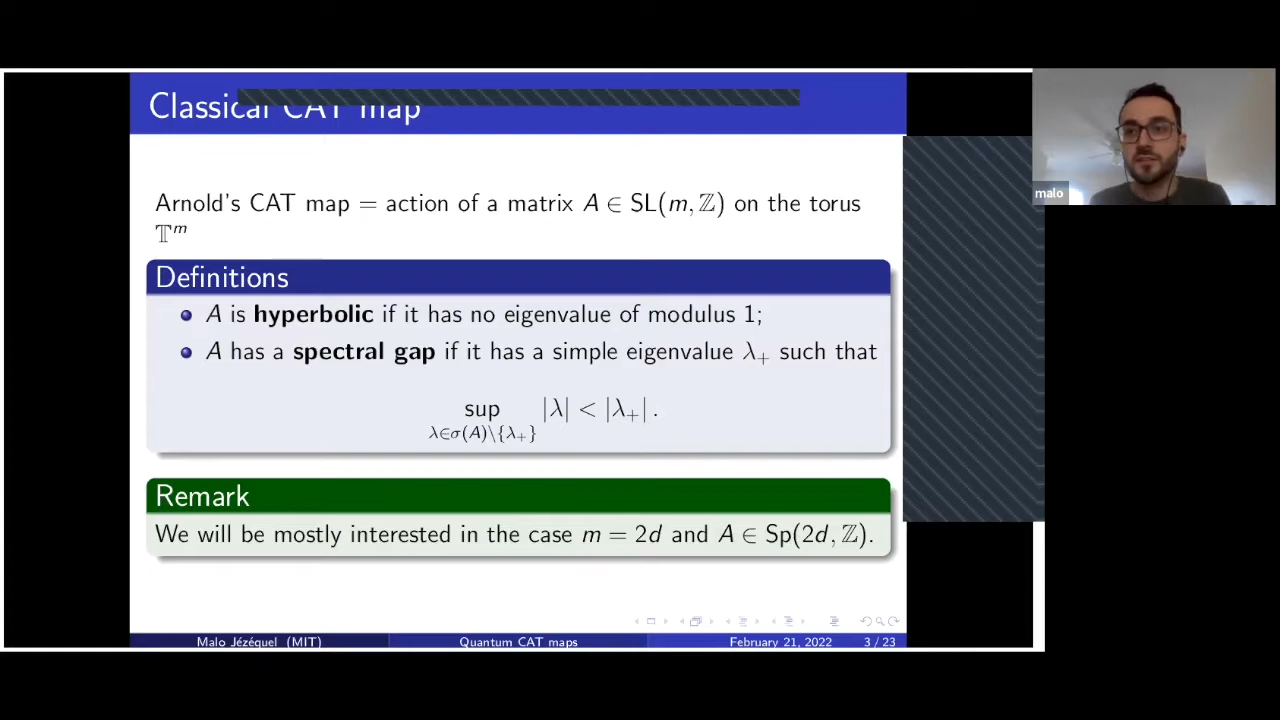 Classical CAT map
malo
Arnold's CAT map = action of a matrix A ∈ SL(m, ℤ) on the torus
𝕋ᵐ
Definitions
A is hyperbolic if it has no eigenvalue of modulus 1;
A has a spectral gap if it has a simple eigenvalue λ₊ such that
sup |λ| < |λ₊| .
λ∈σ(A)\{λ₊}
Remark
We will be mostly interested in the case m = 2d and A ∈ Sp(2d, ℤ).
Malo Jézéquel (MIT) Quantum CAT maps February 21, 2022 3 / 23